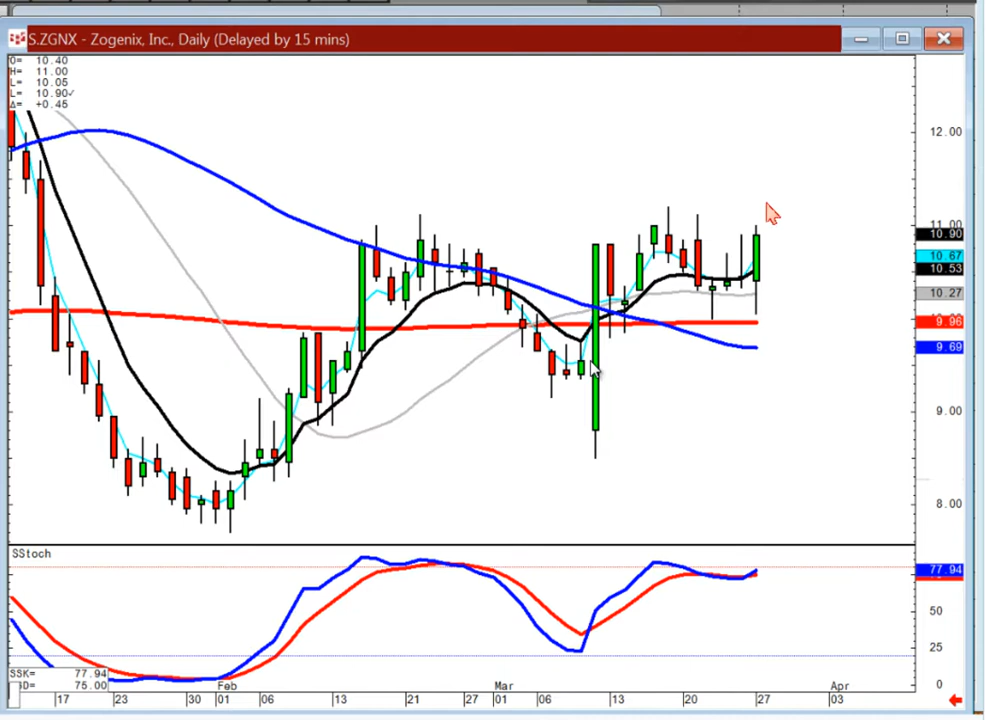 S.ZGNX - Zogenix, Inc., Daily (Delayed by 15 mins)
O= 10.40
H= 11.00
L= 10.05
L= 10.90✓
Δ= +0.45
12.00
11.00
10.90
10.67
10.53
10.27
9.96
9.69
9.00
8.00
SStoch
77.94
50
25
0
SSK= 77.94
D= 75.00
Feb Mar Apr
17 23 30 01 06 13 21 27 01 06 13 20 27 03